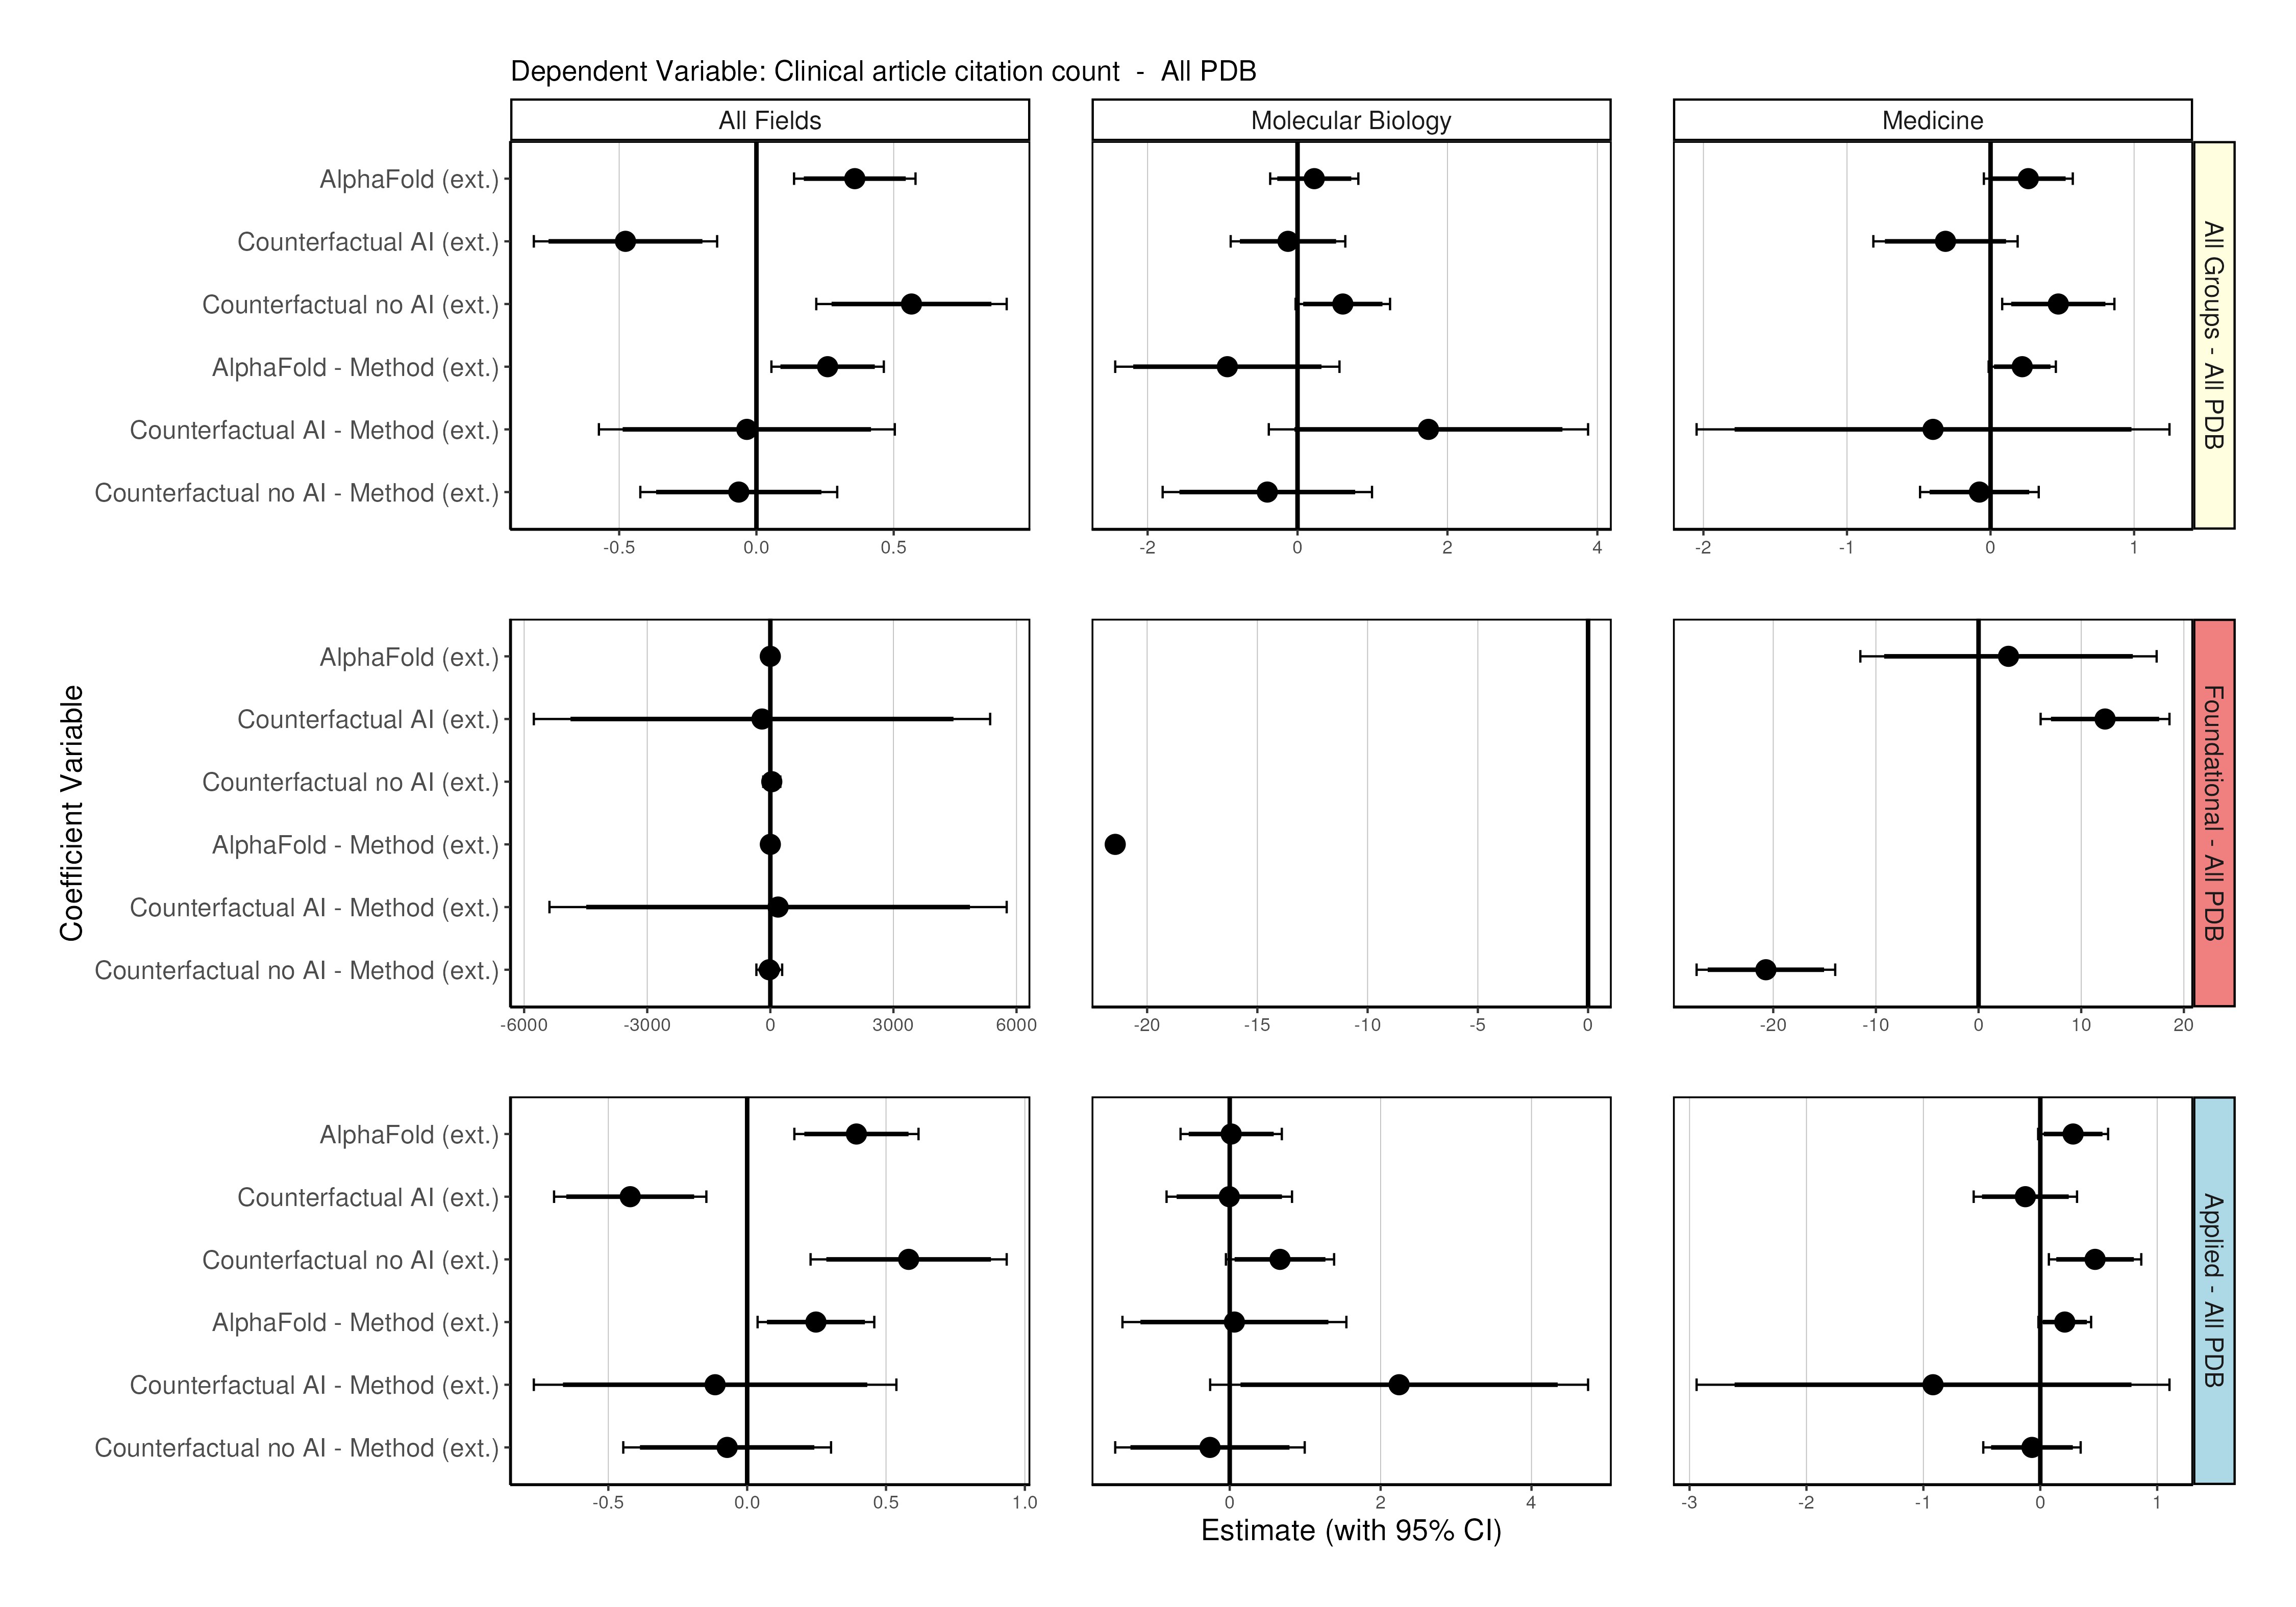 Dependent Variable: Clinical article citation count  -  All PDB
All Fields
Molecular Biology
Medicine
AlphaFold (ext.)
Counterfactual AI (ext.)
Counterfactual no AI (ext.)
AlphaFold - Method (ext.)
Counterfactual AI - Method (ext.)
Counterfactual no AI - Method (ext.)
-0.5 0.0 0.5
-2 0 2 4
-2 -1 0 1
All Groups - All PDB
Coefficient Variable
AlphaFold (ext.)
Counterfactual AI (ext.)
Counterfactual no AI (ext.)
AlphaFold - Method (ext.)
Counterfactual AI - Method (ext.)
Counterfactual no AI - Method (ext.)
-6000 -3000 0 3000 6000
-20 -15 -10 -5 0
-20 -10 0 10 20
Foundational - All PDB
AlphaFold (ext.)
Counterfactual AI (ext.)
Counterfactual no AI (ext.)
AlphaFold - Method (ext.)
Counterfactual AI - Method (ext.)
Counterfactual no AI - Method (ext.)
-0.5 0.0 0.5 1.0
0 2 4
-3 -2 -1 0 1
Applied - All PDB
Estimate (with 95% CI)